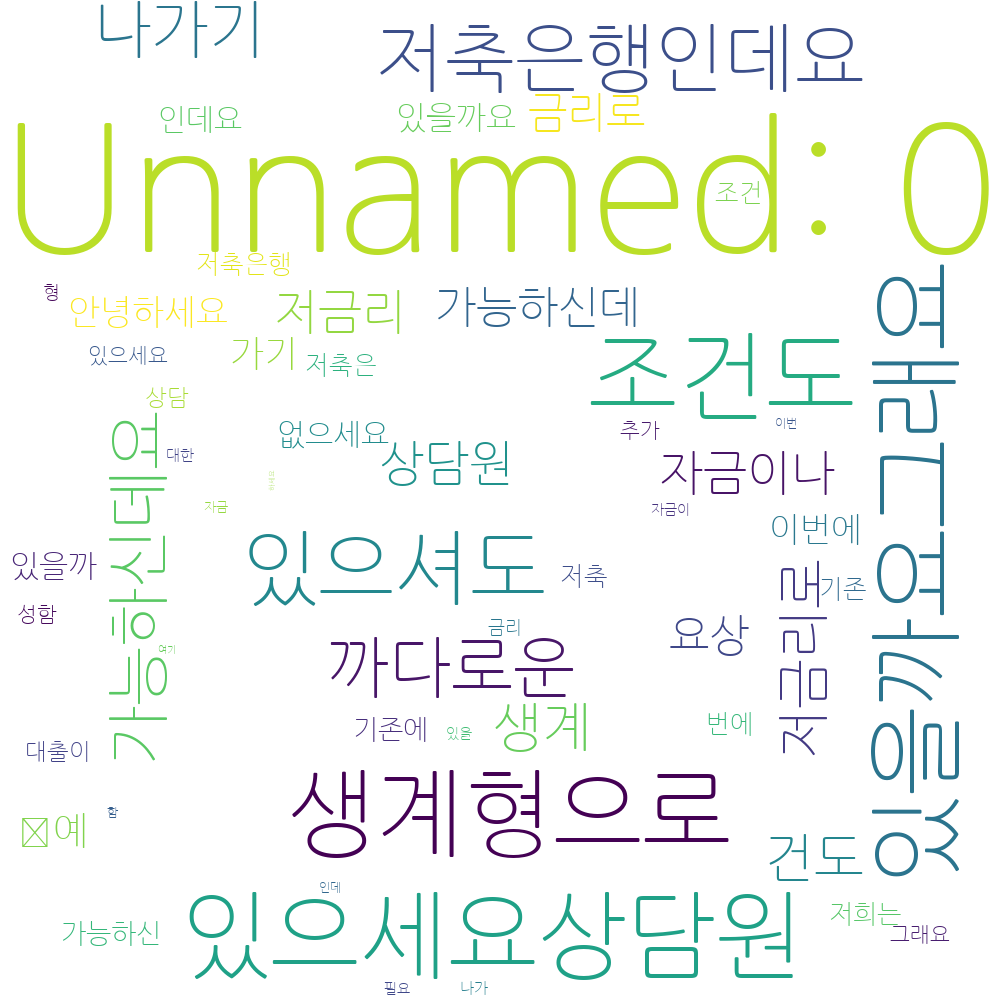 나가기
저축은행인데요
인데요
있을까요
금리로
Unnamed: 0
조건
저축은행
형
안녕하세요
저금리
가능하신데
있으세요
가기
저축은
조건도
있을까요그래요
상담
가능하신데요
대한
없으세요
상담원
추가
이번
자금이나
자금
자금이
이번에
있을까
있으셔도
저축
저금리로
기존
성함
금리
요상
여기
까다로운
기존에
있을
생계
번에
대출이
함
예
생계형으로
건도
인데
있으세요상담원
가능하신
저희는
그래요
필요
나가